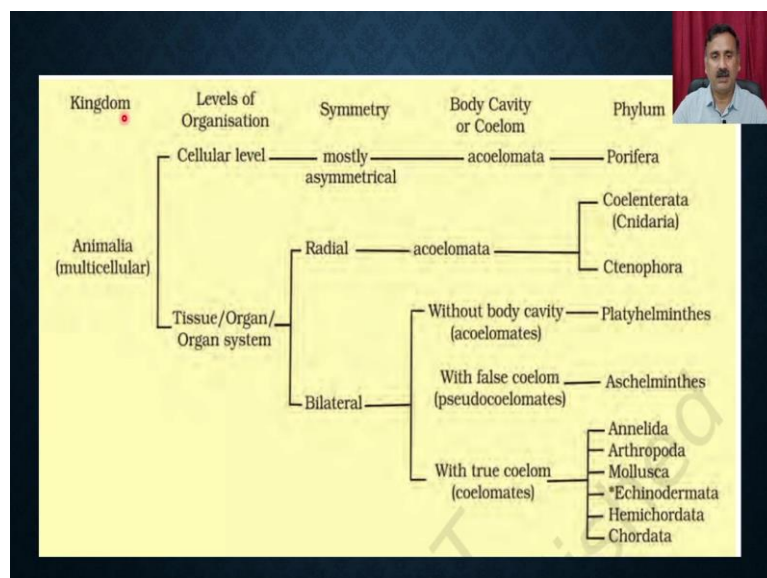 Kingdom
Levels of
Organisation
Symmetry
Body Cavity
or Coelom
Phylum
Cellular level
mostly
asymmetrical
acoelomata
Porifera
Animalia
(multicellular)
Tissue/Organ/
Organ system
Radial
acoelomata
Coelenterata
(Cnidaria)
Ctenophora
Bilateral
Without body cavity
(acoelomates)
Platyhelminthes
With false coelom
(pseudocoelomates)
Aschelminthes
With true coelom
(coelomates)
Annelida
Arthropoda
Mollusca
*Echinodermata
Hemichordata
Chordata